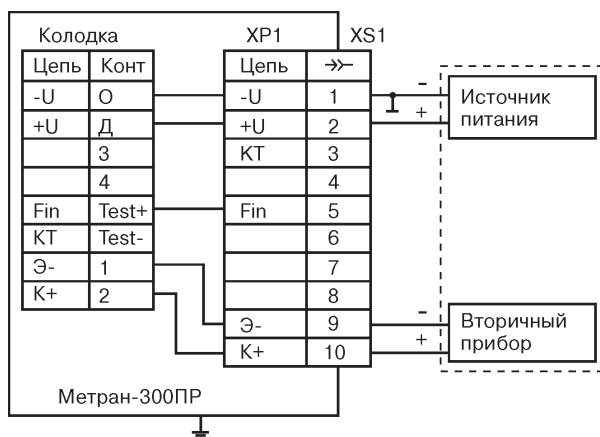 Колодка
XP1
XS1
Цепь Конт
-U О
+U Д
3
4
Fin Test+
КТ Test-
Э- 1
К+ 2
Цепь
-U 1
+U 2
КТ 3
4
Fin 5
6
7
8
Э- 9
К+ 10
-
+
Источник
питания
-
+
Вторичный
прибор
Метран-300ПР